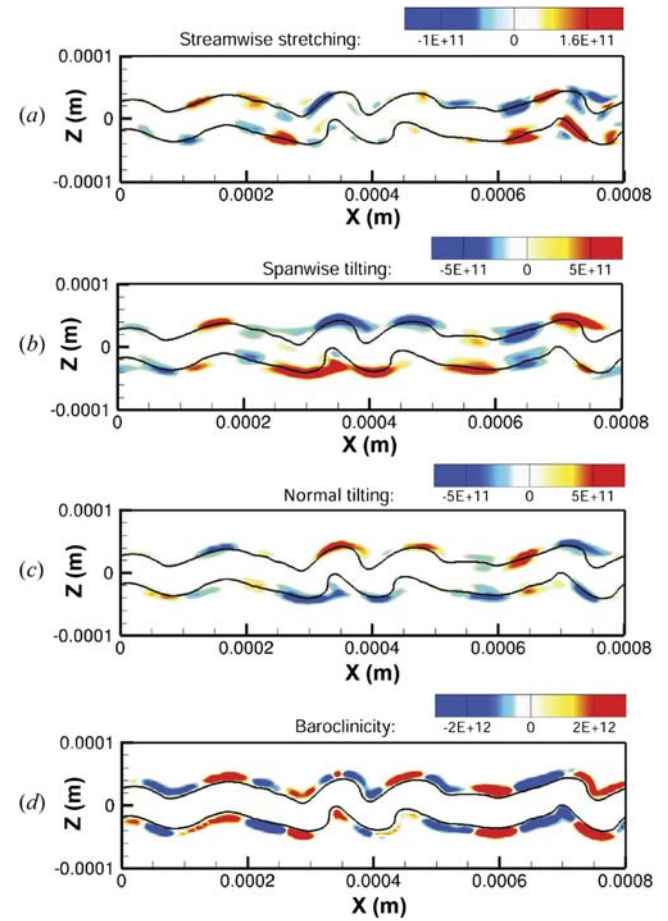 Streamwise stretching:
-1E+11 0 1.6E+11
(a)
Z (m)
0.0001
0
-0.0001
0 0.0002 0.0004 0.0006 0.0008
X (m)
Spanwise tilting:
-5E+11 0 5E+11
(b)
Z (m)
0.0001
0
-0.0001
0 0.0002 0.0004 0.0006 0.0008
X (m)
Normal tilting:
-5E+11 0 5E+11
(c)
Z (m)
0.0001
0
-0.0001
0 0.0002 0.0004 0.0006 0.0008
X (m)
Baroclinicity:
-2E+12 0 2E+12
(d)
Z (m)
0.0001
0
-0.0001
0 0.0002 0.0004 0.0006 0.0008
X (m)